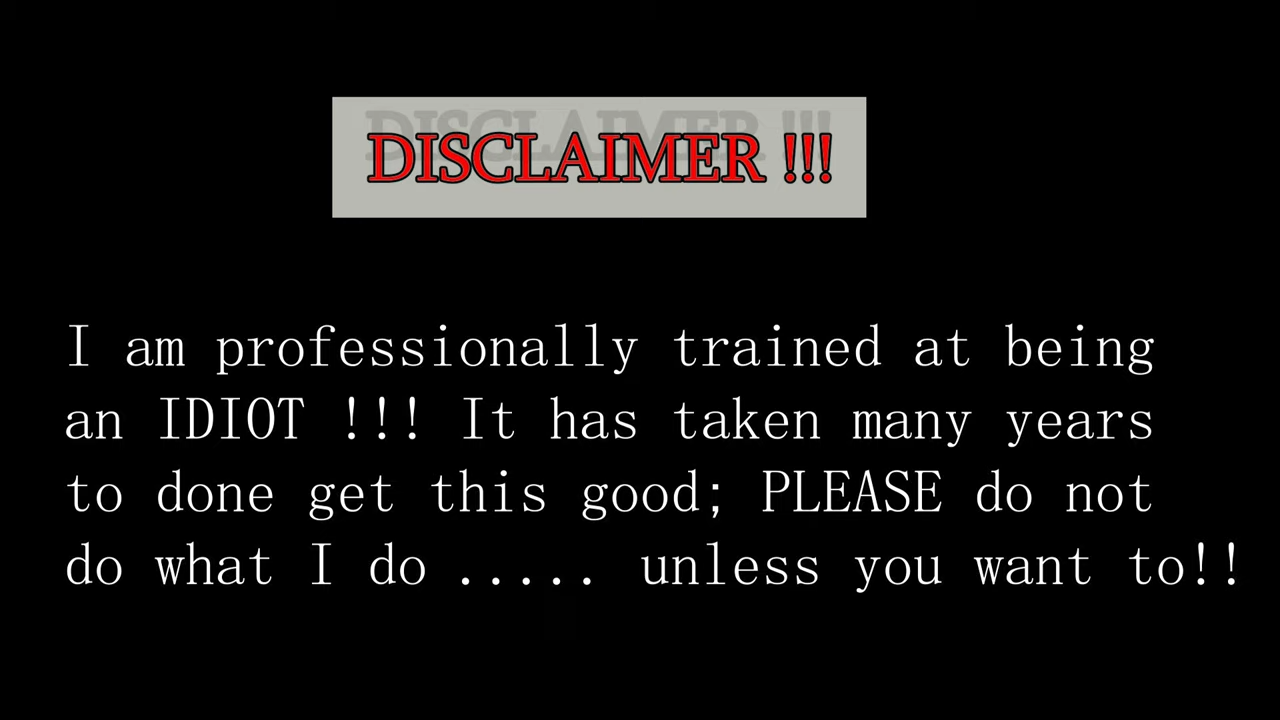 DISCLAIMER !!!
I am professionally trained at being
an IDIOT !!! It has taken many years
to done get this good; PLEASE do not
do what I do ..... unless you want to!!